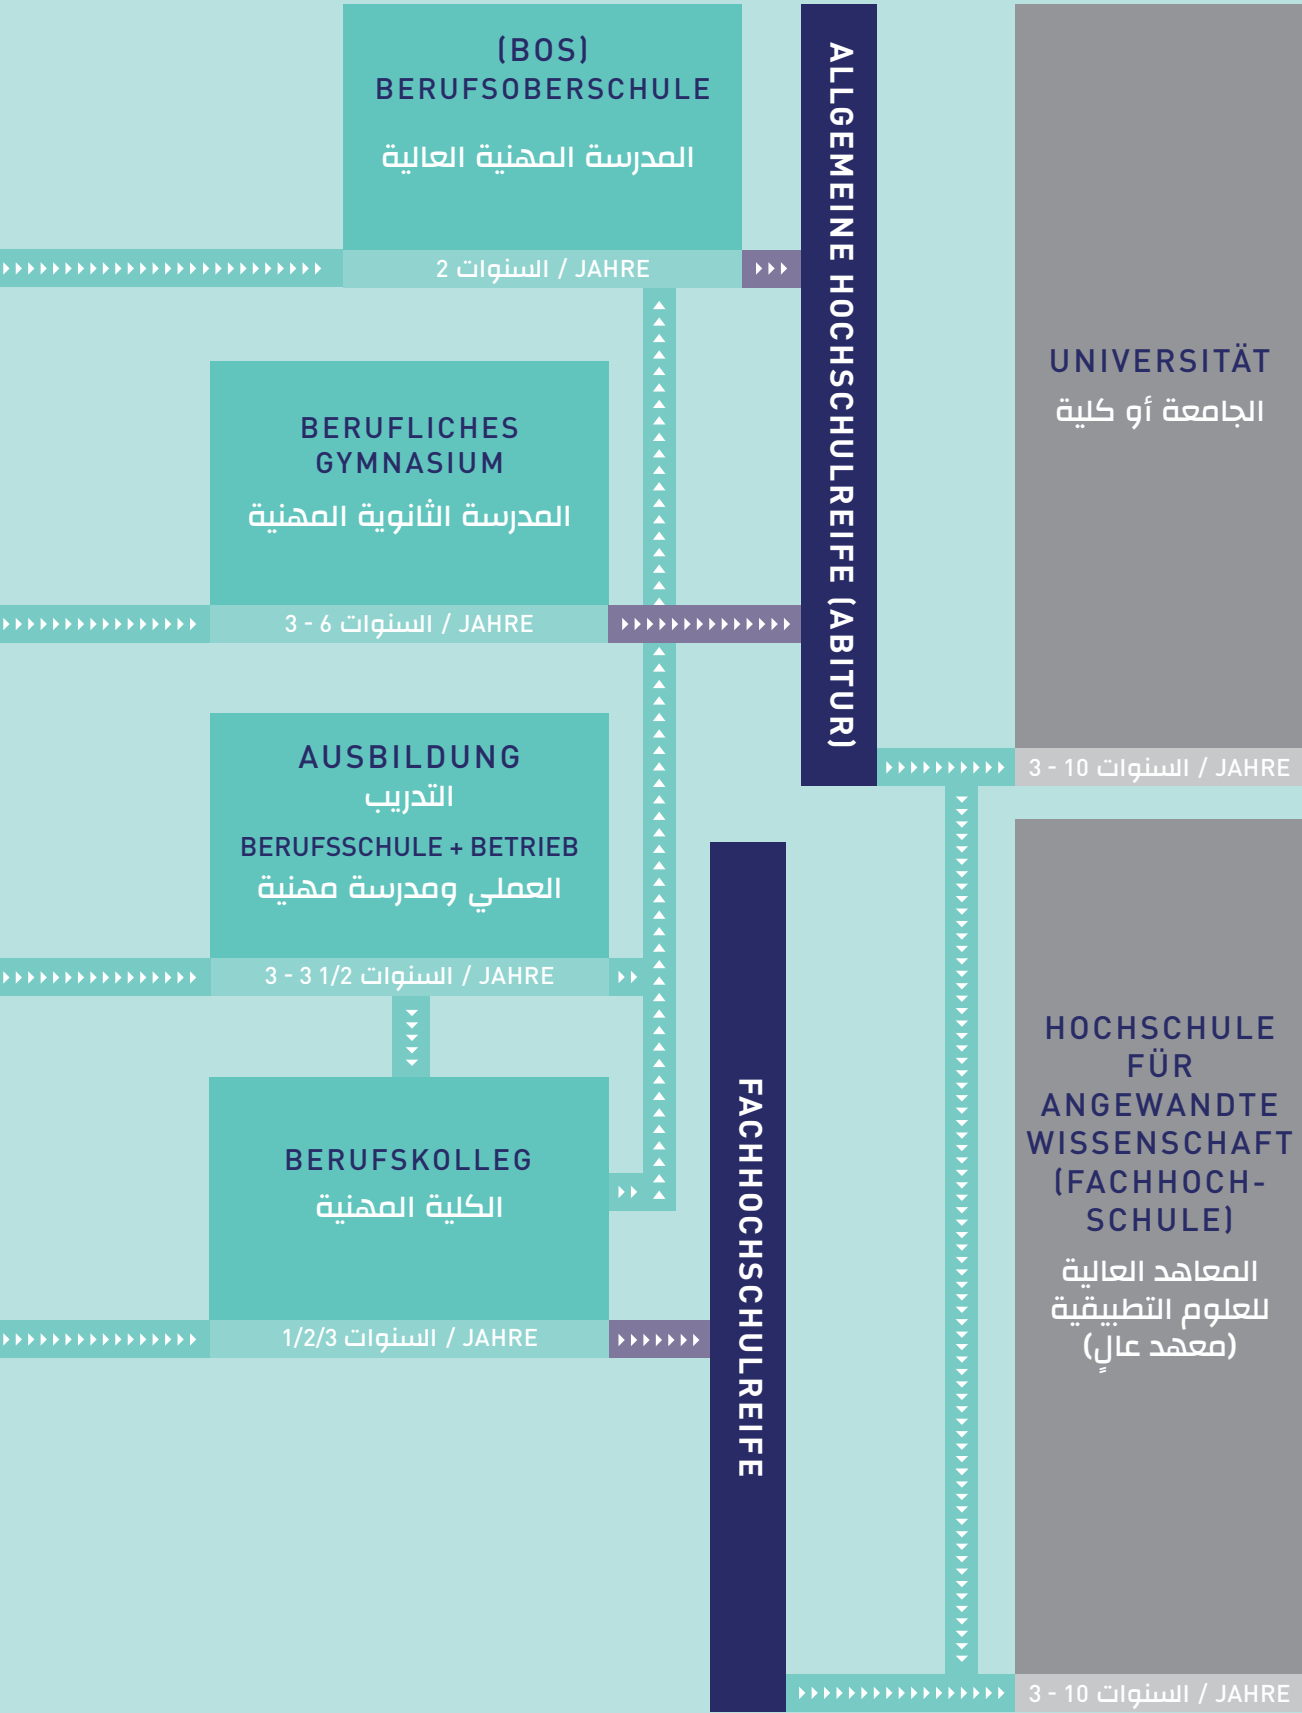 (BOS)
BERUFSOBERSCHULE
المدرسة المهنية العالية
2 السنوات / JAHRE
BERUFLICHES
GYMNASIUM
المدرسة الثانوية المهنية
3 - 6 السنوات / JAHRE
AUSBILDUNG
التدريب
BERUFSSCHULE + BETRIEB
العملي ومدرسة مهنية
3 - 3 1/2 السنوات / JAHRE
BERUFSKOLLEG
الكلية المهنية
1/2/3 السنوات / JAHRE
ALLGEMEINE HOCHSCHULREIFE (ABITUR)
FACHHOCHSCHULREIFE
UNIVERSITÄT
الجامعة أو كلية
3 - 10 السنوات / JAHRE
HOCHSCHULE
FÜR
ANGEWANDTE
WISSENSCHAFT
(FACHHOCH-
SCHULE)
المعاهد العالية
للعلوم التطبيقية
(معهد عالٍ)
3 - 10 السنوات / JAHRE